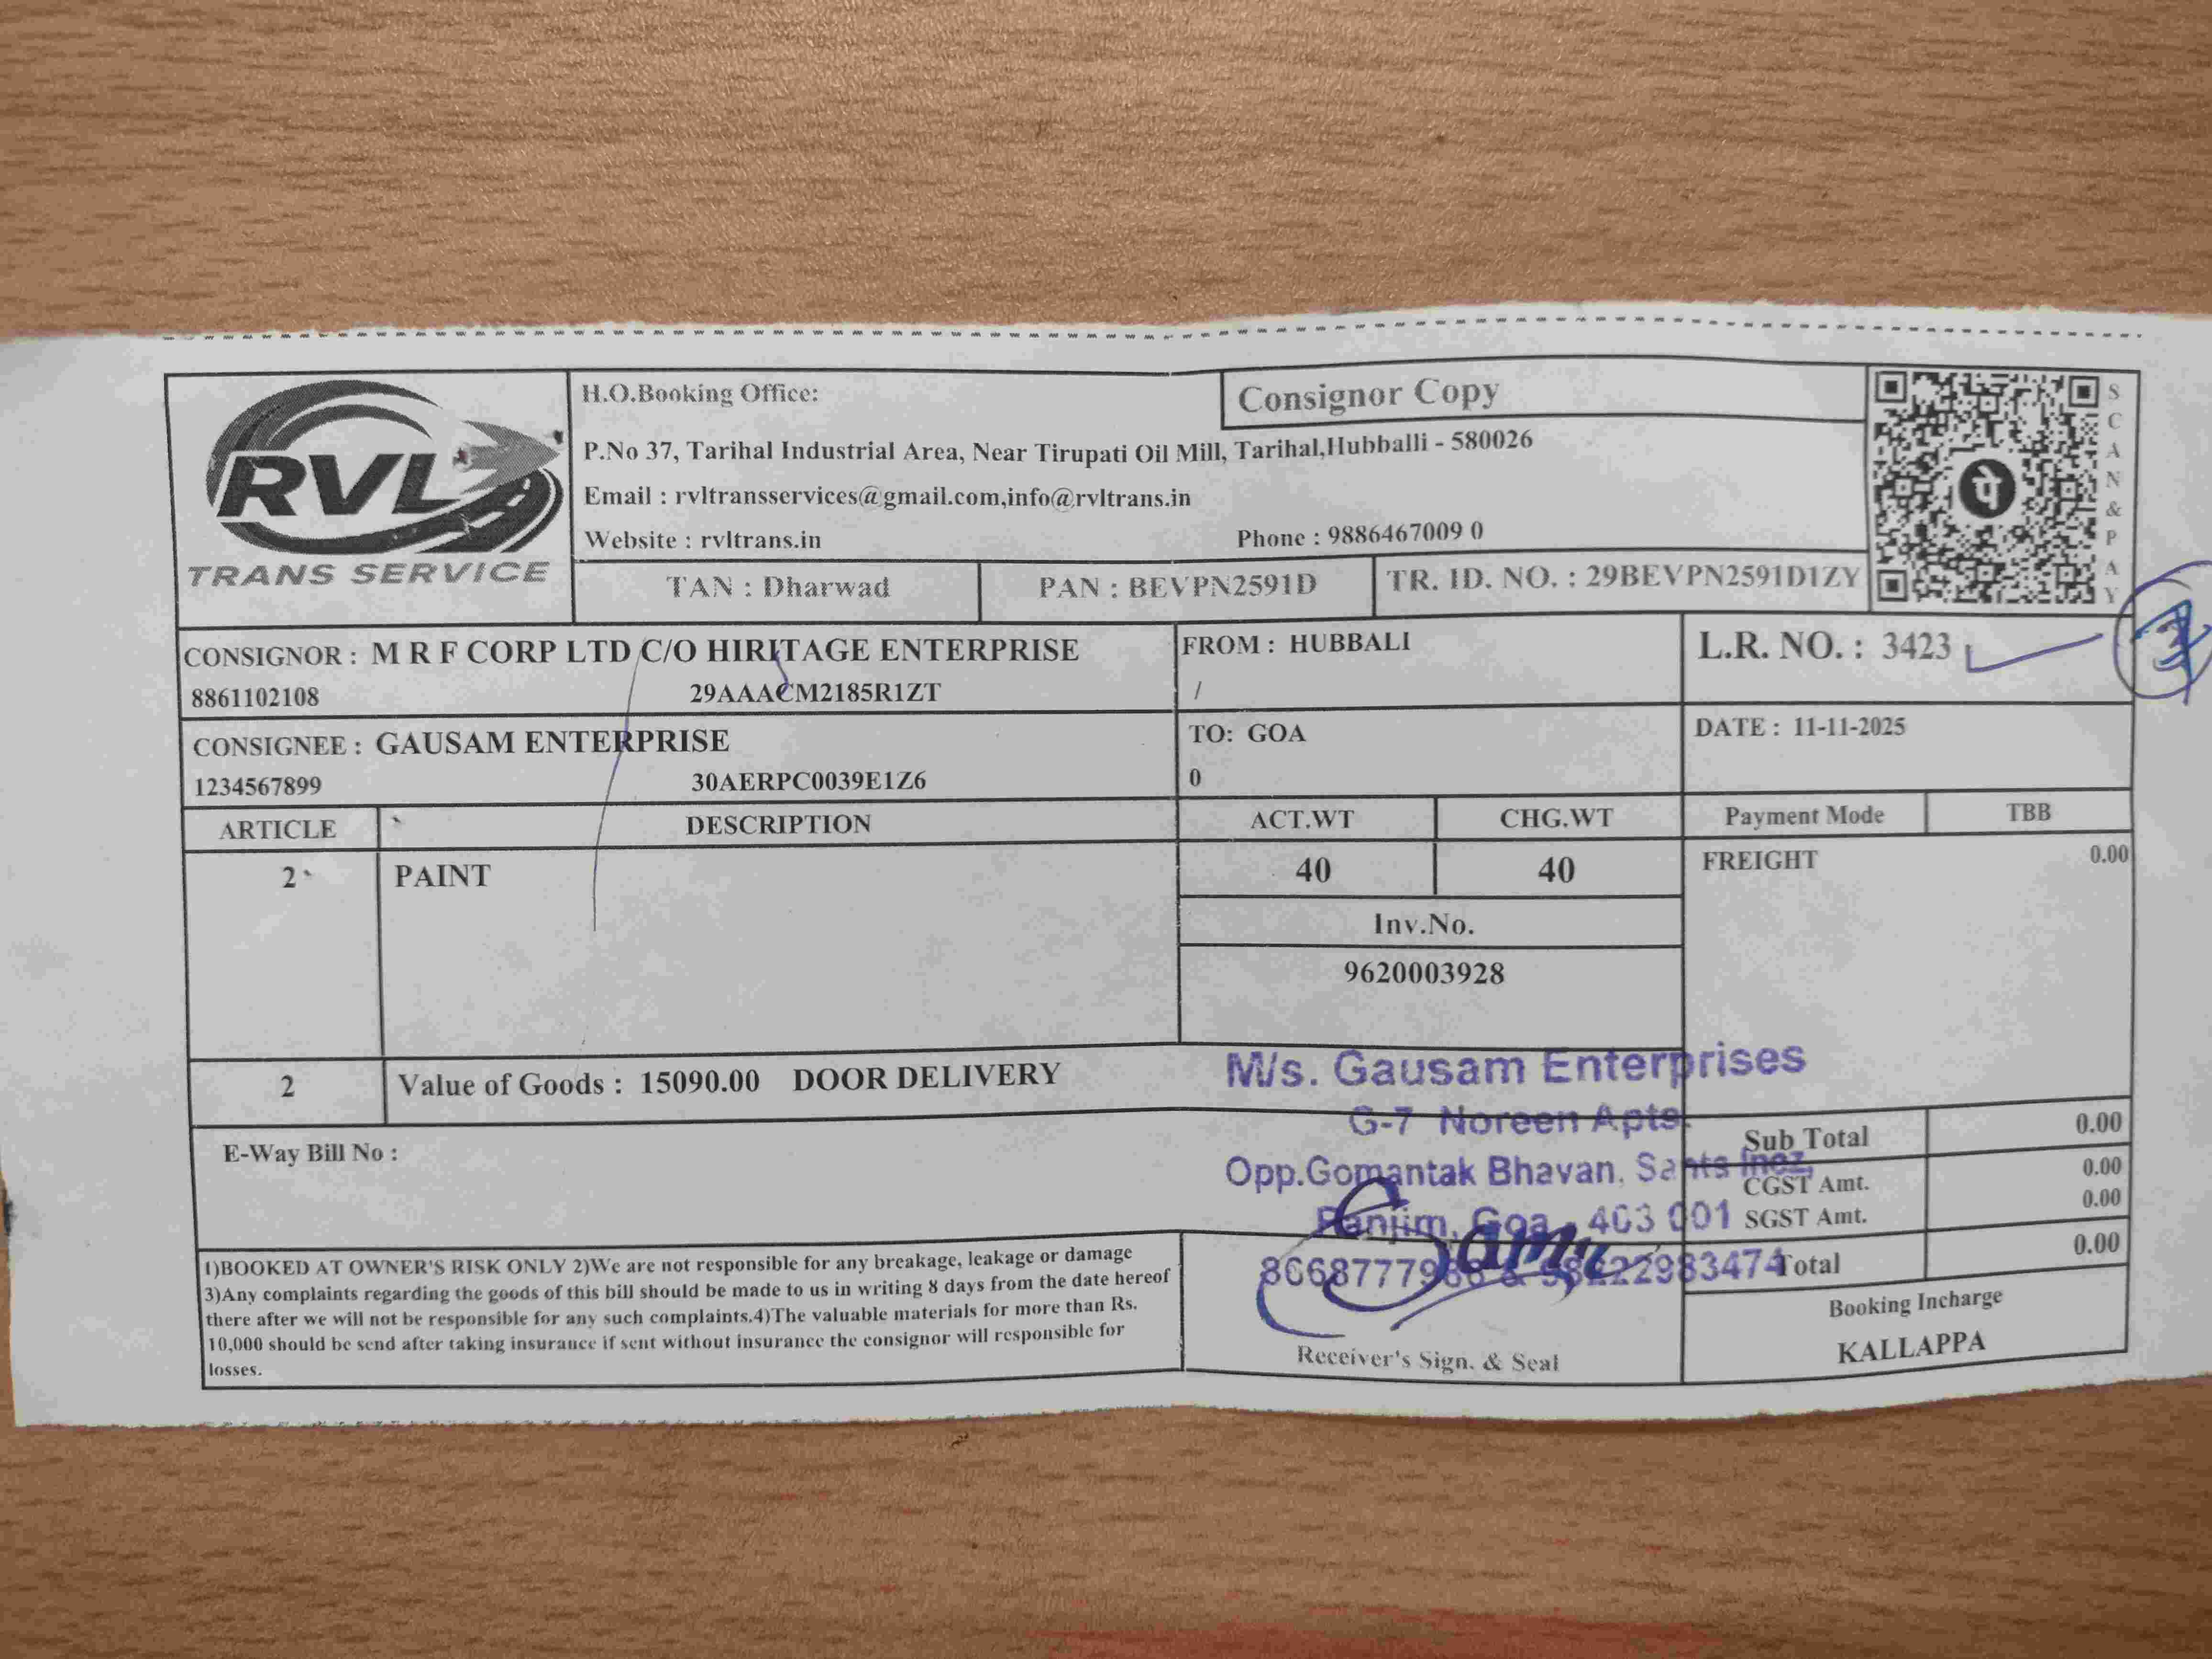 RVL
TRANS SERVICE
H.O.Booking Office:
Consignor Copy
P.No 37, Tarihal Industrial Area, Near Tirupati Oil Mill, Tarihal,Hubballi - 580026
Email : rvltransservices@gmail.com,info@rvltrans.in
Website : rvltrans.in Phone : 9886467009 0
TAN : Dharwad PAN : BEVPN2591D TR. ID. NO. : 29BEVPN2591D1ZY
पे
SCAN&PAY
CONSIGNOR : M R F CORP LTD C/O HIRITAGE ENTERPRISE
8861102108 29AAACM2185R1ZT
FROM : HUBBALI
/
L.R. NO. : 3423
CONSIGNEE : GAUSAM ENTERPRISE
1234567899 30AERPC0039E1Z6
TO: GOA
0
DATE : 11-11-2025
ARTICLE DESCRIPTION ACT.WT CHG.WT Payment Mode TBB
2 PAINT 40 40 FREIGHT 0.00
Inv.No.
9620003928
2 Value of Goods : 15090.00 DOOR DELIVERY
M/s. Gausam Enterprises
G-7 Noreen Apts.
Opp.Gomantak Bhavan, Santa Inez,
Panjim, Goa - 403 001
E-Way Bill No :
Sub Total 0.00
CGST Amt. 0.00
SGST Amt. 0.00
Total 0.00
1)BOOKED AT OWNER'S RISK ONLY 2)We are not responsible for any breakage, leakage or damage
3)Any complaints regarding the goods of this bill should be made to us in writing 8 days from the date hereof
there after we will not be responsible for any such complaints.4)The valuable materials for more than Rs.
10,000 should be send after taking insurance if sent without insurance the consignor will responsible for
losses.
Receiver's Sign. & Seal
Booking Incharge
KALLAPPA